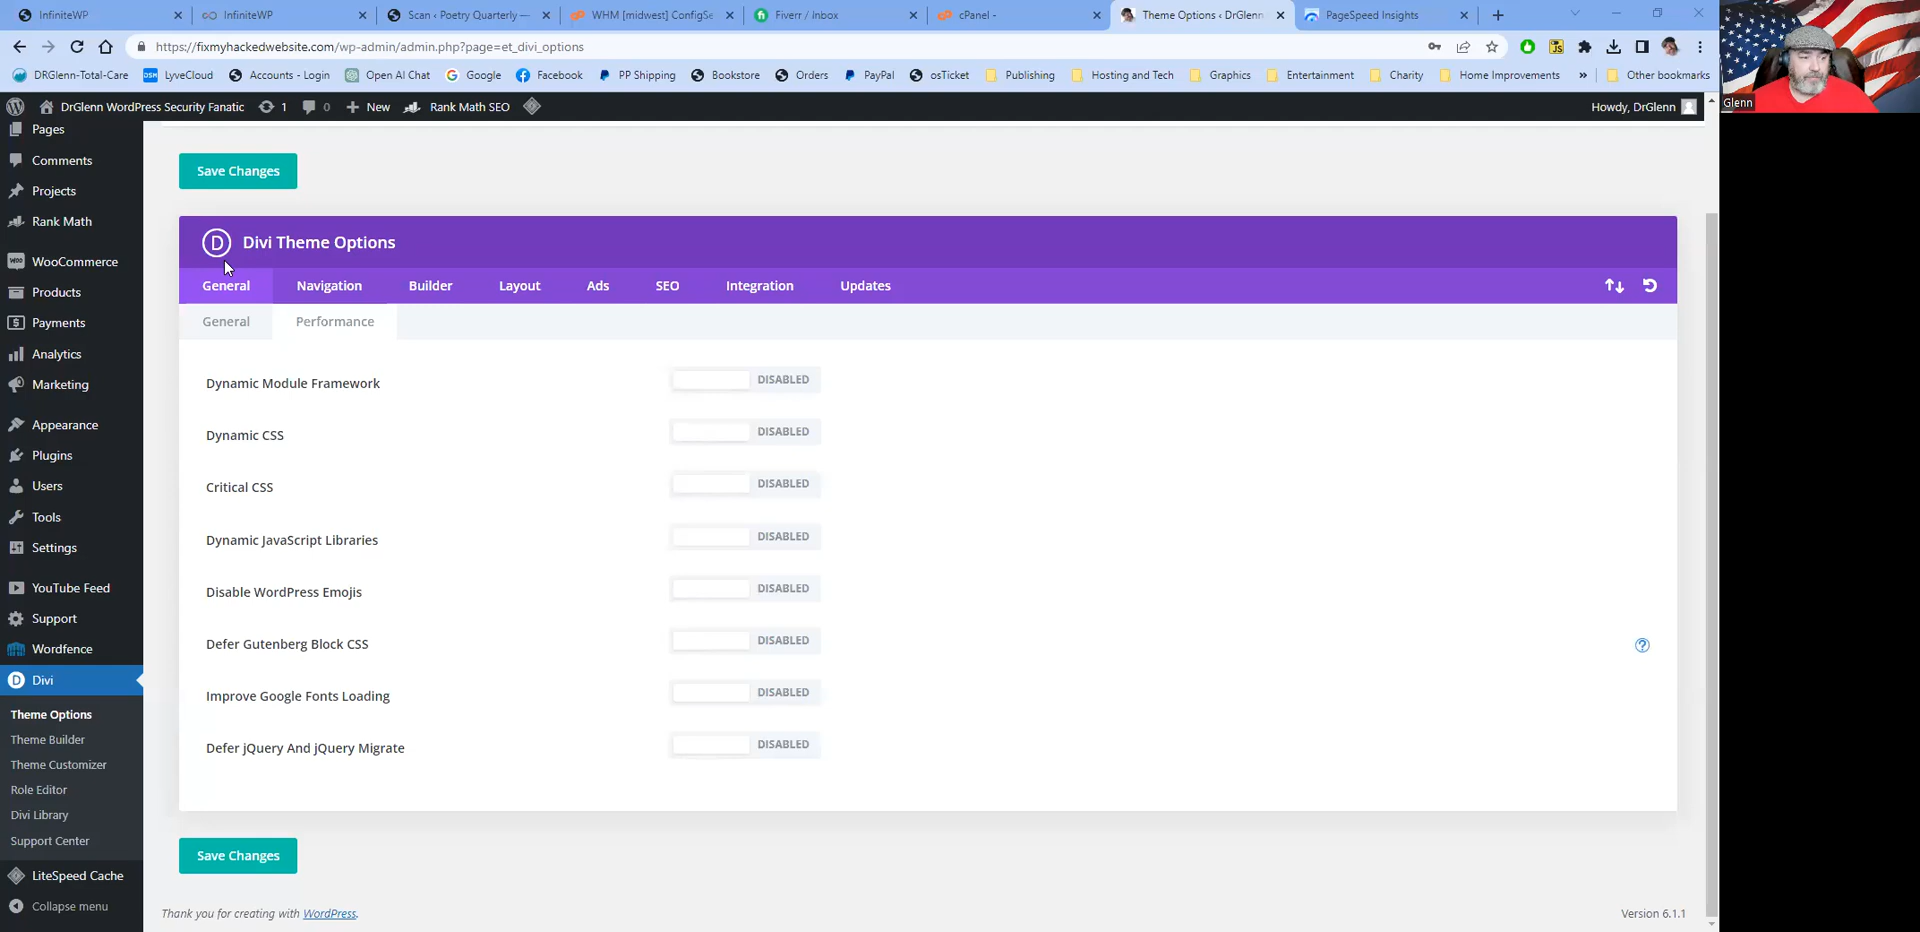 InfiniteWP
InfiniteWP
Scan ‹ Poetry Quarterly —
WHM [midwest] ConfigSe
Fiverr / Inbox
cPanel -
Theme Options ‹ DrGlenn
PageSpeed Insights
https://fixmyhackedwebsite.com/wp-admin/admin.php?page=et_divi_options
DRGlenn-Total-Care
LyveCloud
Accounts - Login
Open AI Chat
Google
Facebook
PP Shipping
Bookstore
Orders
PayPal
osTicket
Publishing
Hosting and Tech
Graphics
Entertainment
Charity
Home Improvements
»
Other bookmarks
DrGlenn WordPress Security Fanatic
1
0
New
Rank Math SEO
Howdy, DrGlenn
Glenn
Pages
Comments
Projects
Rank Math
WooCommerce
Products
Payments
Analytics
Marketing
Appearance
Plugins
Users
Tools
Settings
YouTube Feed
Support
Wordfence
Divi
Theme Options
Theme Builder
Theme Customizer
Role Editor
Divi Library
Support Center
LiteSpeed Cache
Collapse menu
Save Changes
D Divi Theme Options
General
Navigation
Builder
Layout
Ads
SEO
Integration
Updates
General
Performance
Dynamic Module Framework DISABLED
Dynamic CSS DISABLED
Critical CSS DISABLED
Dynamic JavaScript Libraries DISABLED
Disable WordPress Emojis DISABLED
Defer Gutenberg Block CSS DISABLED
Improve Google Fonts Loading DISABLED
Defer jQuery And jQuery Migrate DISABLED
Save Changes
Thank you for creating with WordPress.
Version 6.1.1